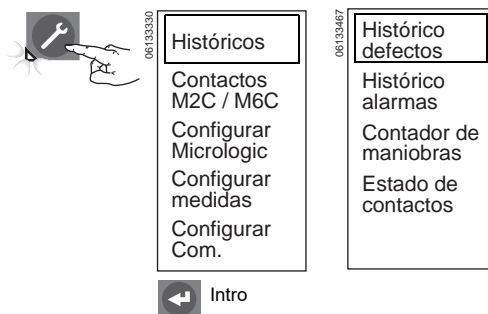 06133330
Históricos
Contactos
M2C / M6C
Configurar
Micrologic
Configurar
medidas
Configurar
Com.
Intro
06133467
Histórico
defectos
Histórico
alarmas
Contador de
maniobras
Estado de
contactos